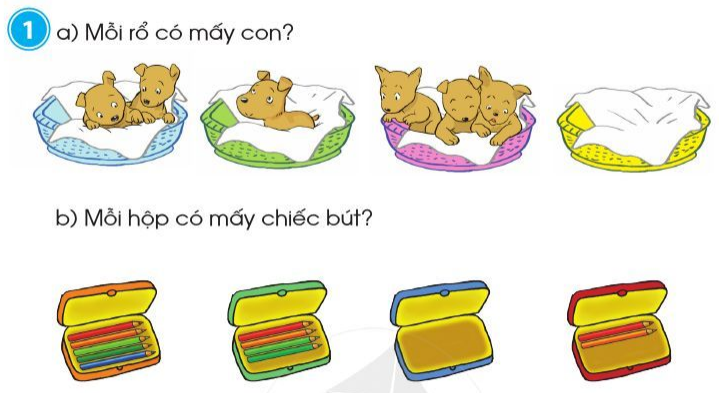 1 a) Mỗi rổ có mấy con?
b) Mỗi hộp có mấy chiếc bút?